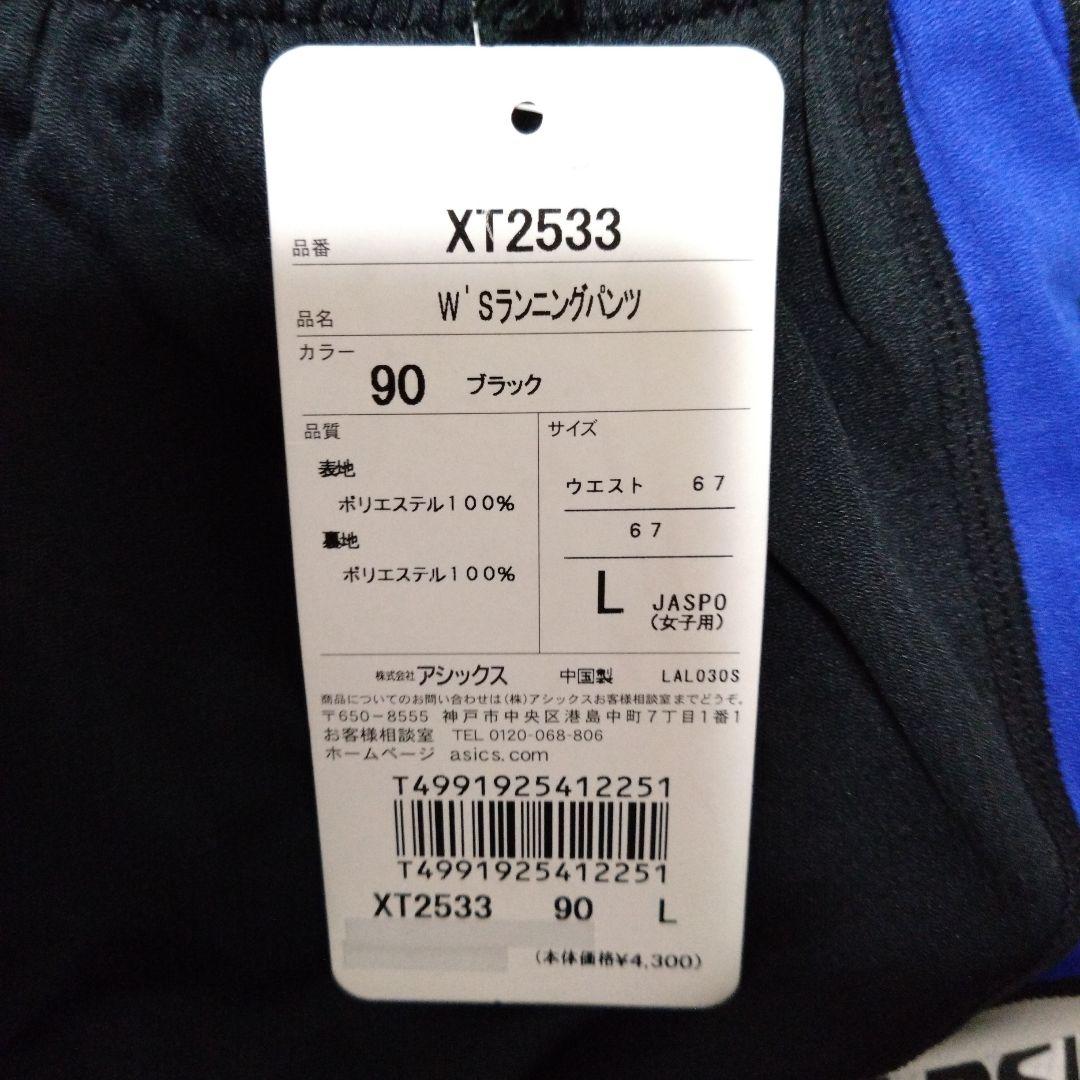 品番 XT2533
品名 W'Sランニングパンツ
カラー
90 ブラック
品質
表地
ポリエステル100%
裏地
ポリエステル100%
サイズ
ウエスト 67
67
L JASPO
(女子用)
株式会社アシックス 中国製 LAL030S
商品についてのお問い合わせは(株)アシックスお客様相談室までどうぞ。
〒650-8555 神戸市中央区港島中町7丁目1番1
お客様相談室 TEL 0120-068-806
ホームページ asics.com
T4991925412251
T4991925412251
XT2533 90 L
(本体価格¥4,300)